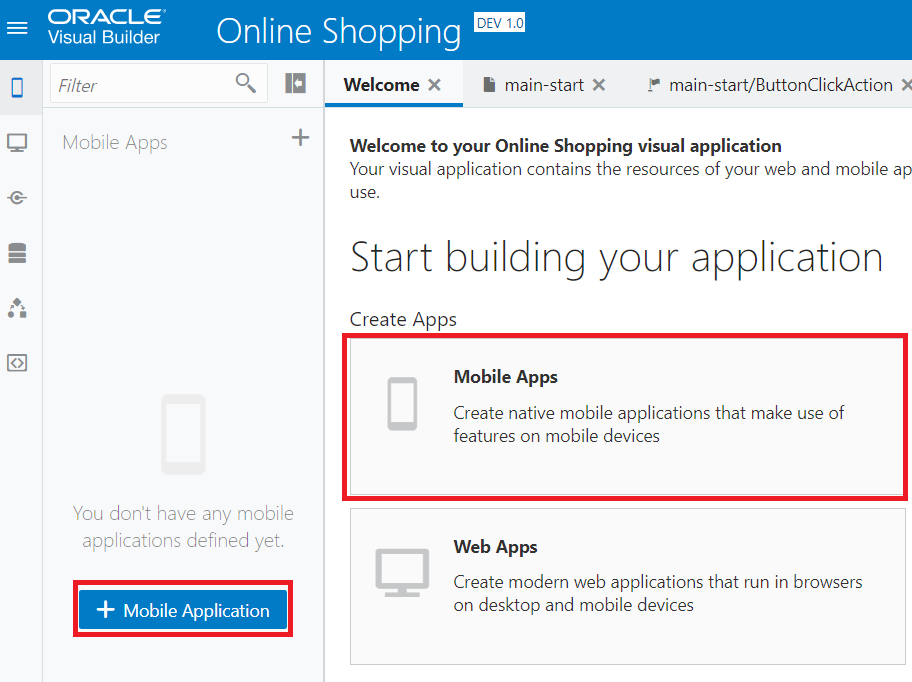 ORACLE®
Visual Builder
Online Shopping
DEV 1.0
Filter
Welcome
main-start
main-start/ButtonClickAction
Mobile Apps
Welcome to your Online Shopping visual application
Your visual application contains the resources of your web and mobile ap
use.
Start building your application
Create Apps
Mobile Apps
Create native mobile applications that make use of
features on mobile devices
You don't have any mobile
applications defined yet.
+ Mobile Application
Web Apps
Create modern web applications that run in browsers
on desktop and mobile devices